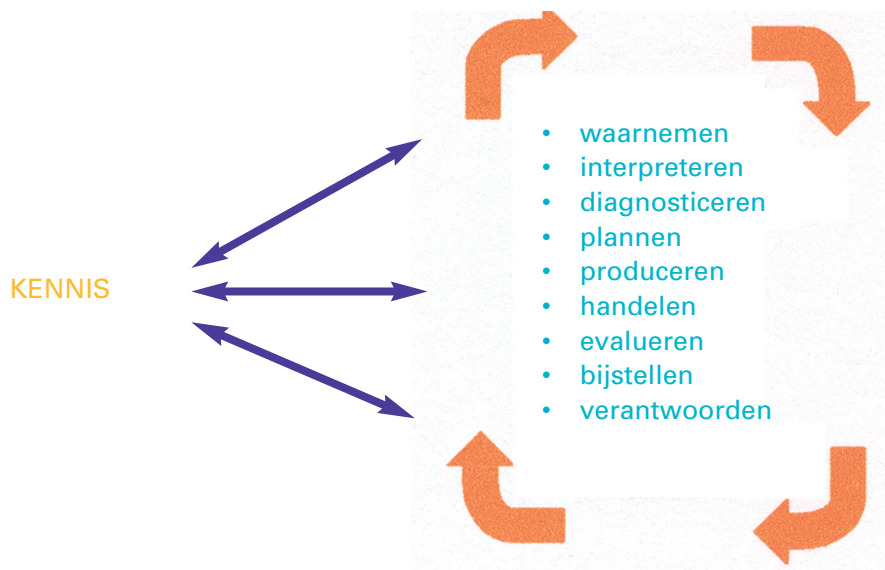 • waarnemen
• interpreteren
• diagnosticeren
• plannen
KENNIS
• produceren
• handelen
• evalueren
• bijstellen
• verantwoorden